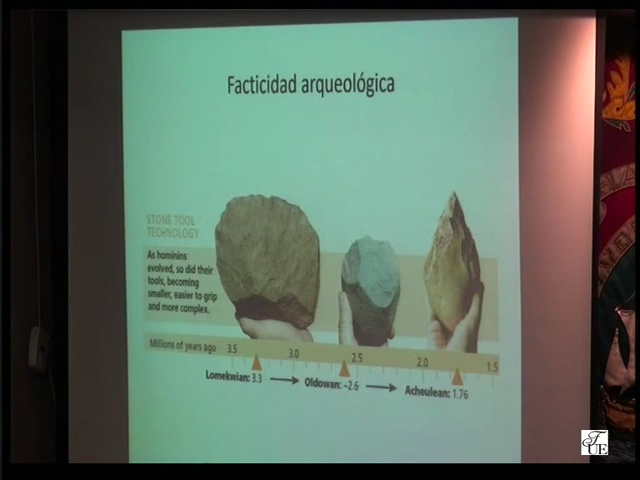 Facticidad arqueológica
STONE TOOL
TECHNOLOGY
As hominins
evolved, so did their
tools, becoming
smaller, easier to grip
and more complex.
Millions of years ago 3.5 3.0 2.5 2.0 1.5
Lomekwian: 3.3 → Oldowan: ~2.6 → Acheulean: 1.76
UE